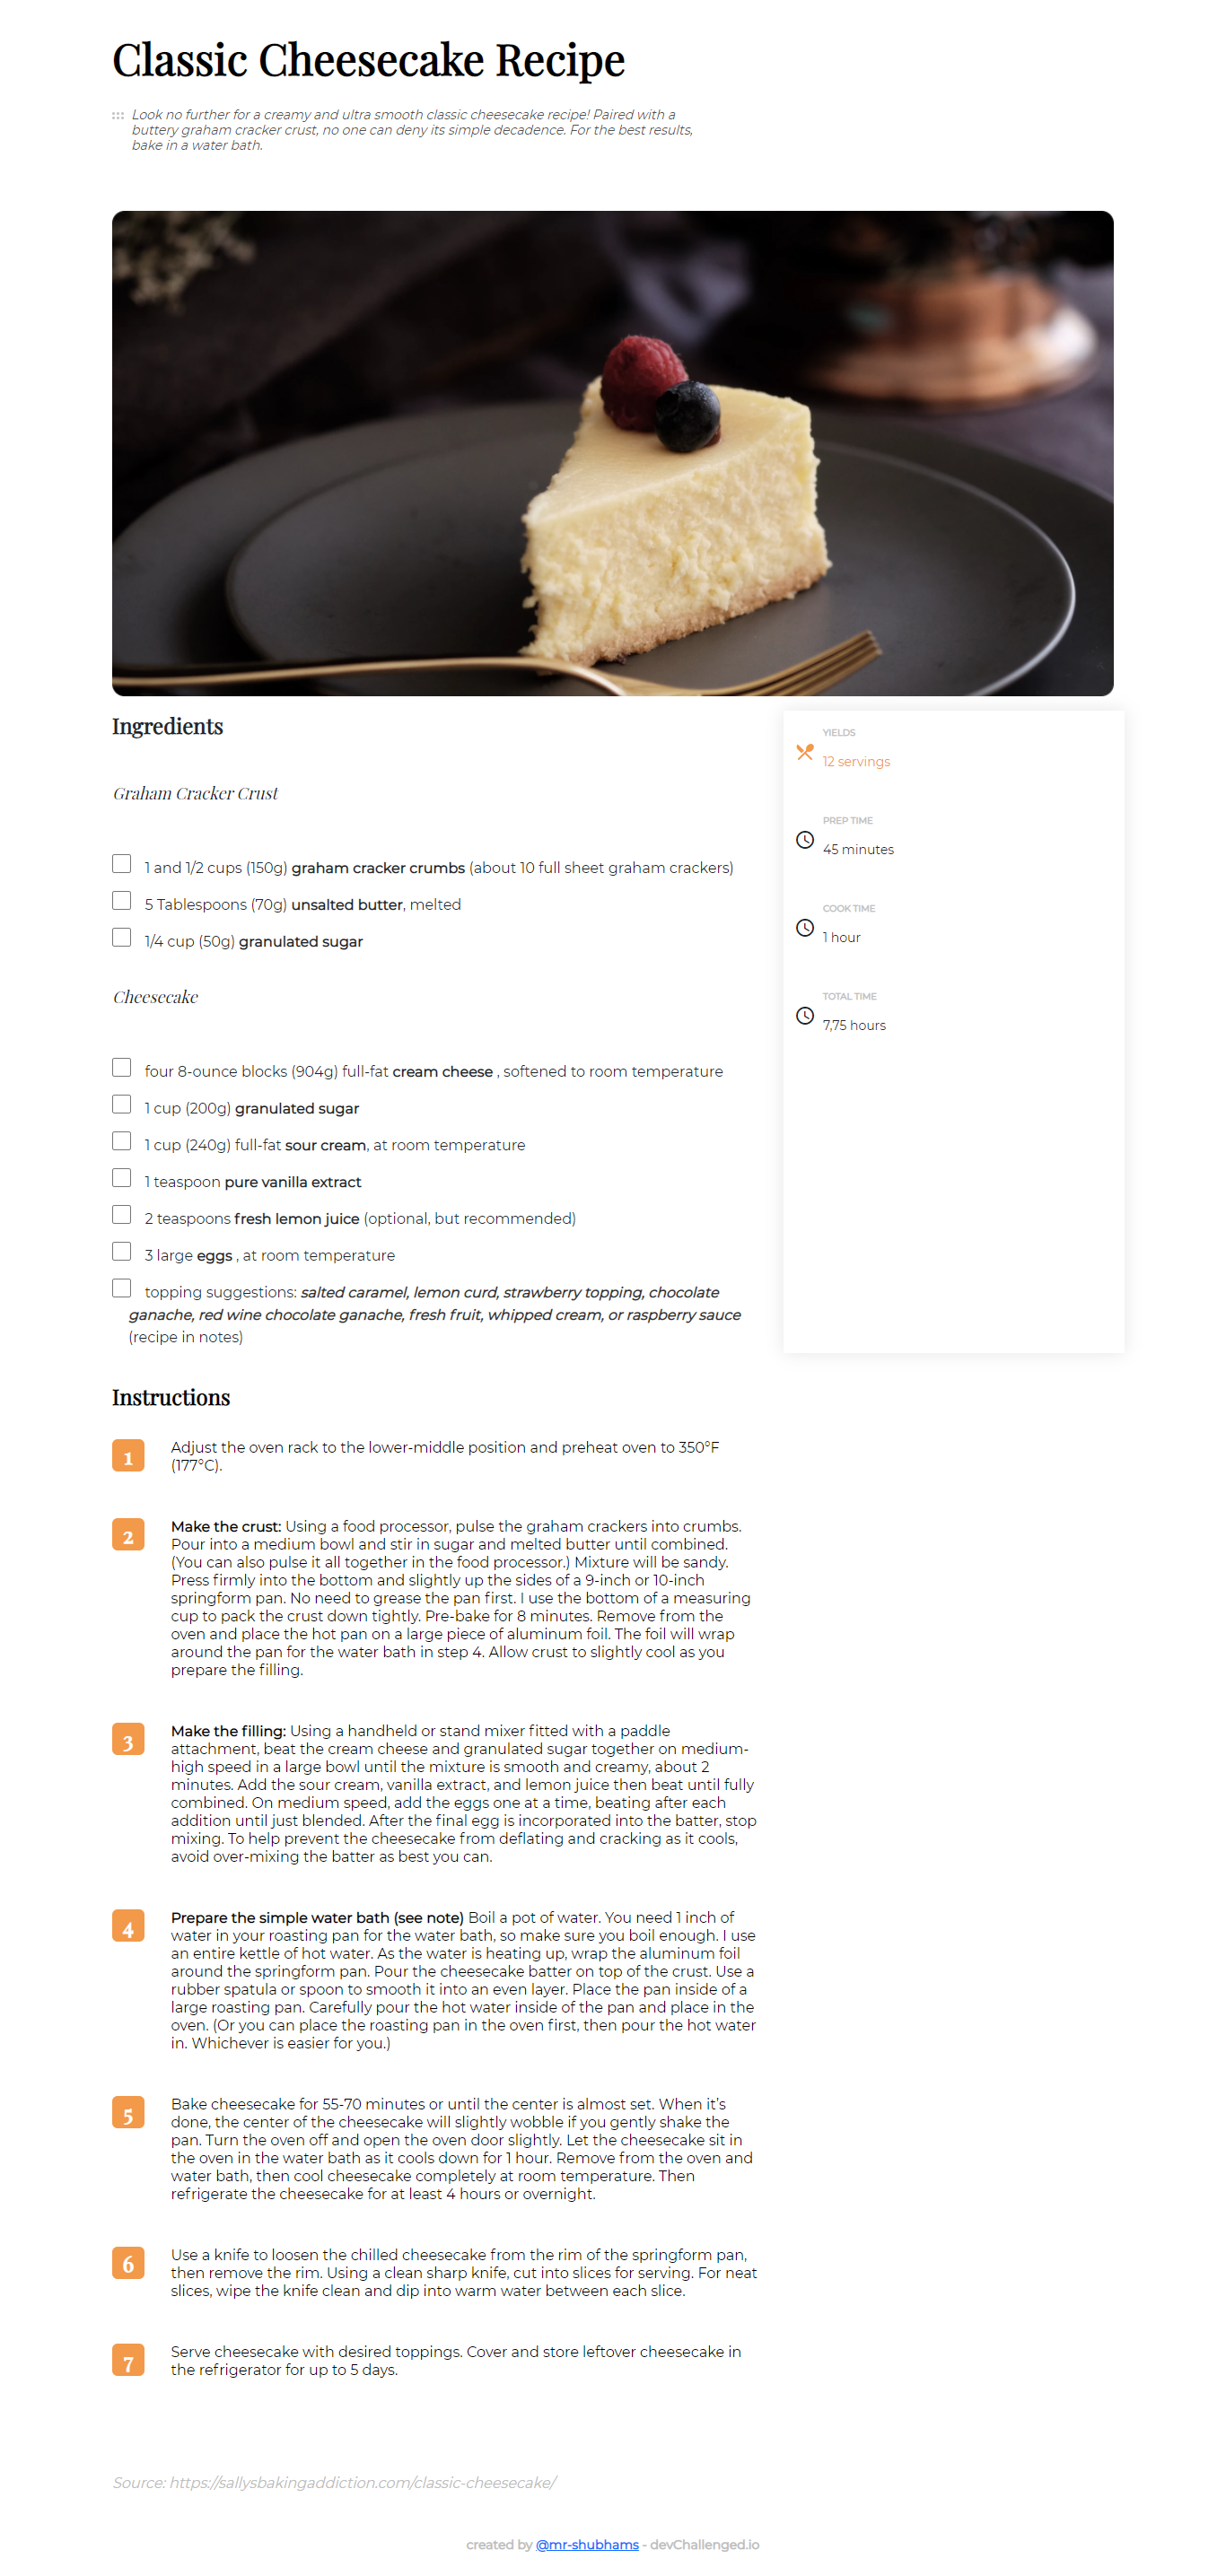 Classic Cheesecake Recipe
Look no further for a creamy and ultra smooth classic cheesecake recipe! Paired with a
buttery graham cracker crust, no one can deny its simple decadence. For the best results,
bake in a water bath.
Ingredients
Graham Cracker Crust
1 and 1/2 cups (150g) graham cracker crumbs (about 10 full sheet graham crackers)
5 Tablespoons (70g) unsalted butter, melted
1/4 cup (50g) granulated sugar
Cheesecake
four 8-ounce blocks (904g) full-fat cream cheese , softened to room temperature
1 cup (200g) granulated sugar
1 cup (240g) full-fat sour cream, at room temperature
1 teaspoon pure vanilla extract
2 teaspoons fresh lemon juice (optional, but recommended)
3 large eggs , at room temperature
topping suggestions: salted caramel, lemon curd, strawberry topping, chocolate
ganache, red wine chocolate ganache, fresh fruit, whipped cream, or raspberry sauce
(recipe in notes)
YIELDS
12 servings
PREP TIME
45 minutes
COOK TIME
1 hour
TOTAL TIME
7,75 hours
Instructions
1 Adjust the oven rack to the lower-middle position and preheat oven to 350°F
(177°C).
2 Make the crust: Using a food processor, pulse the graham crackers into crumbs.
Pour into a medium bowl and stir in sugar and melted butter until combined.
(You can also pulse it all together in the food processor.) Mixture will be sandy.
Press firmly into the bottom and slightly up the sides of a 9-inch or 10-inch
springform pan. No need to grease the pan first. I use the bottom of a measuring
cup to pack the crust down tightly. Pre-bake for 8 minutes. Remove from the
oven and place the hot pan on a large piece of aluminum foil. The foil will wrap
around the pan for the water bath in step 4. Allow crust to slightly cool as you
prepare the filling.
3 Make the filling: Using a handheld or stand mixer fitted with a paddle
attachment, beat the cream cheese and granulated sugar together on medium-
high speed in a large bowl until the mixture is smooth and creamy, about 2
minutes. Add the sour cream, vanilla extract, and lemon juice then beat until fully
combined. On medium speed, add the eggs one at a time, beating after each
addition until just blended. After the final egg is incorporated into the batter, stop
mixing. To help prevent the cheesecake from deflating and cracking as it cools,
avoid over-mixing the batter as best you can.
4 Prepare the simple water bath (see note) Boil a pot of water. You need 1 inch of
water in your roasting pan for the water bath, so make sure you boil enough. I use
an entire kettle of hot water. As the water is heating up, wrap the aluminum foil
around the springform pan. Pour the cheesecake batter on top of the crust. Use a
rubber spatula or spoon to smooth it into an even layer. Place the pan inside of a
large roasting pan. Carefully pour the hot water inside of the pan and place in the
oven. (Or you can place the roasting pan in the oven first, then pour the hot water
in. Whichever is easier for you.)
5 Bake cheesecake for 55-70 minutes or until the center is almost set. When it's
done, the center of the cheesecake will slightly wobble if you gently shake the
pan. Turn the oven off and open the oven door slightly. Let the cheesecake sit in
the oven in the water bath as it cools down for 1 hour. Remove from the oven and
water bath, then cool cheesecake completely at room temperature. Then
refrigerate the cheesecake for at least 4 hours or overnight.
6 Use a knife to loosen the chilled cheesecake from the rim of the springform pan,
then remove the rim. Using a clean sharp knife, cut into slices for serving. For neat
slices, wipe the knife clean and dip into warm water between each slice.
7 Serve cheesecake with desired toppings. Cover and store leftover cheesecake in
the refrigerator for up to 5 days.
Source: https://sallysbakingaddiction.com/classic-cheesecake/
created by @mr-shubhams - devChallenged.io